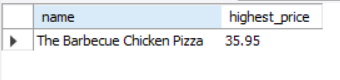 name highest_price
The Barbecue Chicken Pizza 35.95